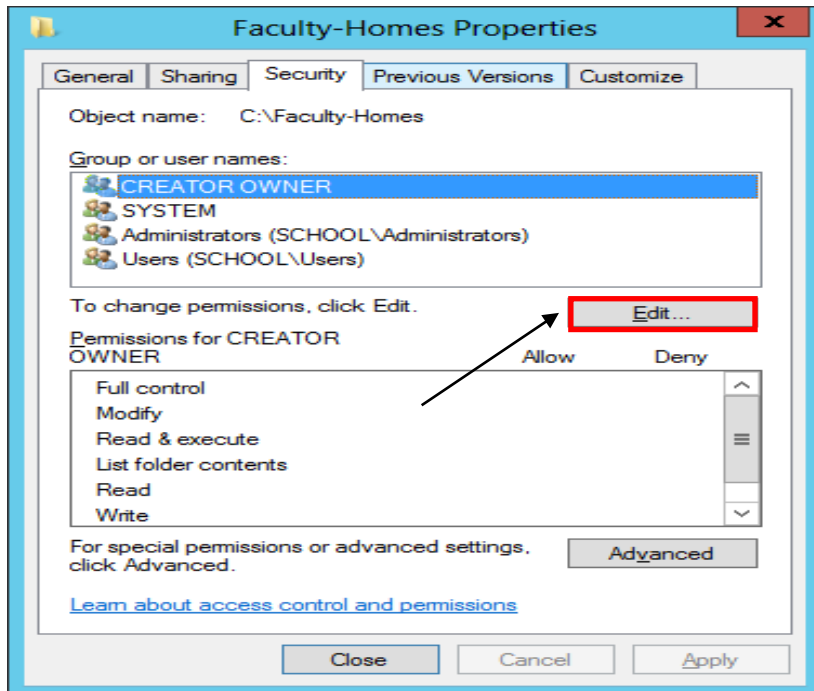 Faculty-Homes Properties
x
General Sharing Security Previous Versions Customize
Object name: C:\Faculty-Homes
Group or user names:
CREATOR OWNER
SYSTEM
Administrators (SCHOOL\Administrators)
Users (SCHOOL\Users)
To change permissions, click Edit.
Edit...
Permissions for CREATOR
OWNER Allow Deny
Full control
Modify
Read & execute
List folder contents
Read
Write
For special permissions or advanced settings,
click Advanced.
Advanced
Learn about access control and permissions
Close Cancel Apply